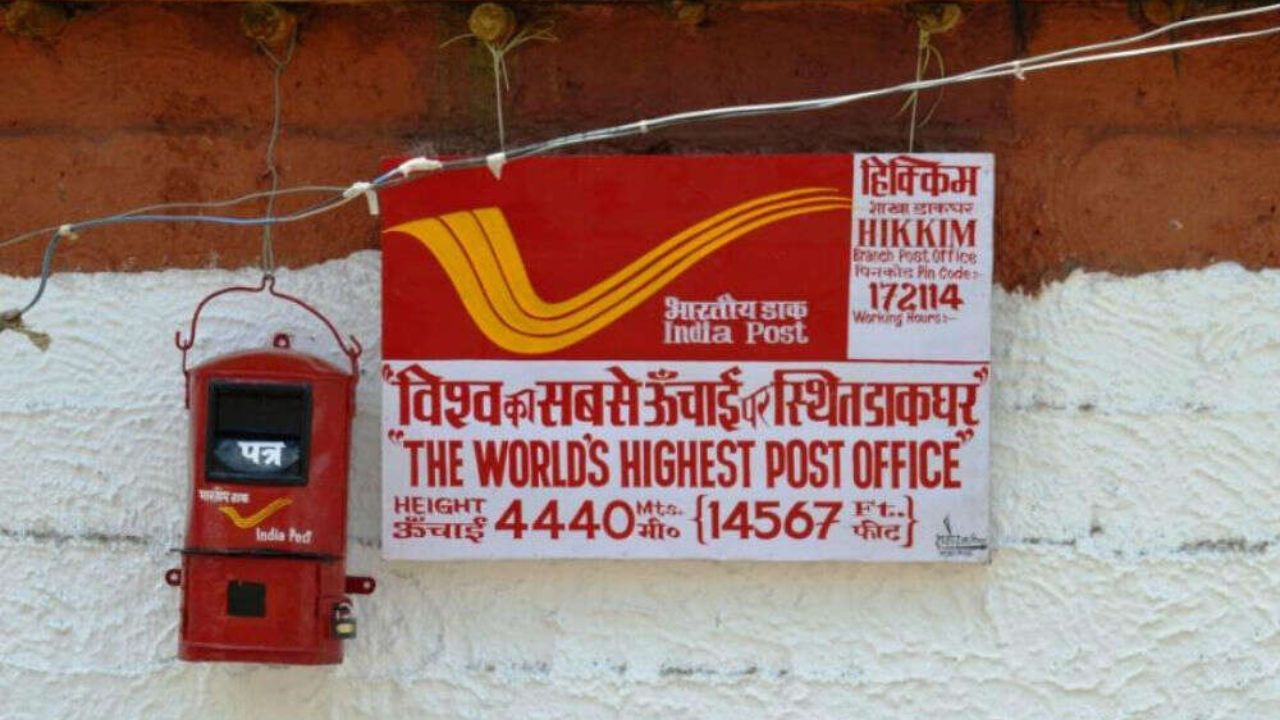 हिक्किम
शाखा डाकघर
HIKKIM
Branch Post Office
पिनकोड Pin Code:-
172114
Working Hours:-
भारतीय डाक
India Post
"विश्व का सबसे ऊँचाई पर स्थित डाकघर"
"THE WORLD'S HIGHEST POST OFFICE"
HEIGHT
ऊँचाई 4440 Mts. मी० {14567 Ft. फीट}
पत्र
भारतीय डाक
India Post